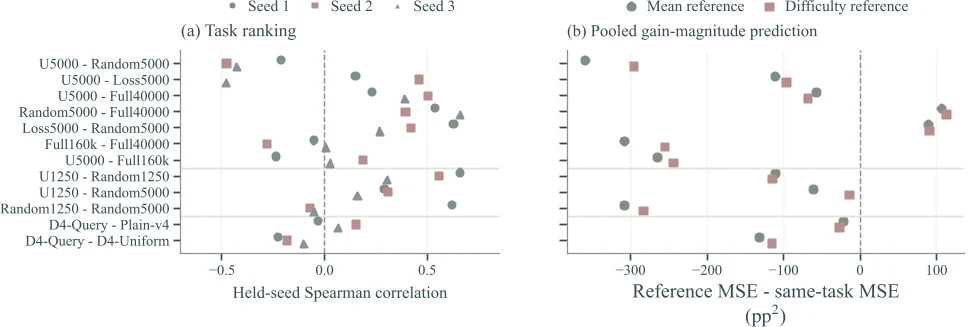 Seed 1 Seed 2 Seed 3
Mean reference Difficulty reference
(a) Task ranking
(b) Pooled gain-magnitude prediction
U5000 - Random5000
U5000 - Loss5000
U5000 - Full40000
Random5000 - Full40000
Loss5000 - Random5000
Full160k - Full40000
U5000 - Full160k
U1250 - Random1250
U1250 - Random5000
Random1250 - Random5000
D4-Query - Plain-v4
D4-Query - D4-Uniform
−0.5 0.0 0.5
−300 −200 −100 0 100
Held-seed Spearman correlation
Reference MSE - same-task MSE
(pp²)